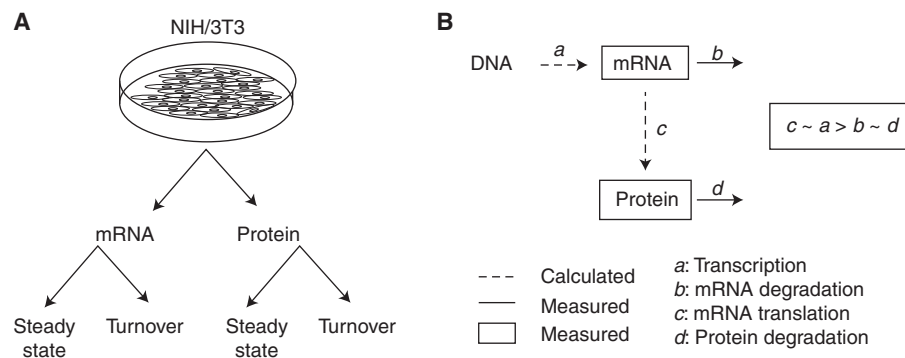 A
NIH/3T3
mRNA
Protein
Steady
state
Turnover
Steady
state
Turnover
B
DNA
a
mRNA
b
c
c ~ a > b ~ d
Protein
d
Calculated
Measured
Measured
a: Transcription
b: mRNA degradation
c: mRNA translation
d: Protein degradation